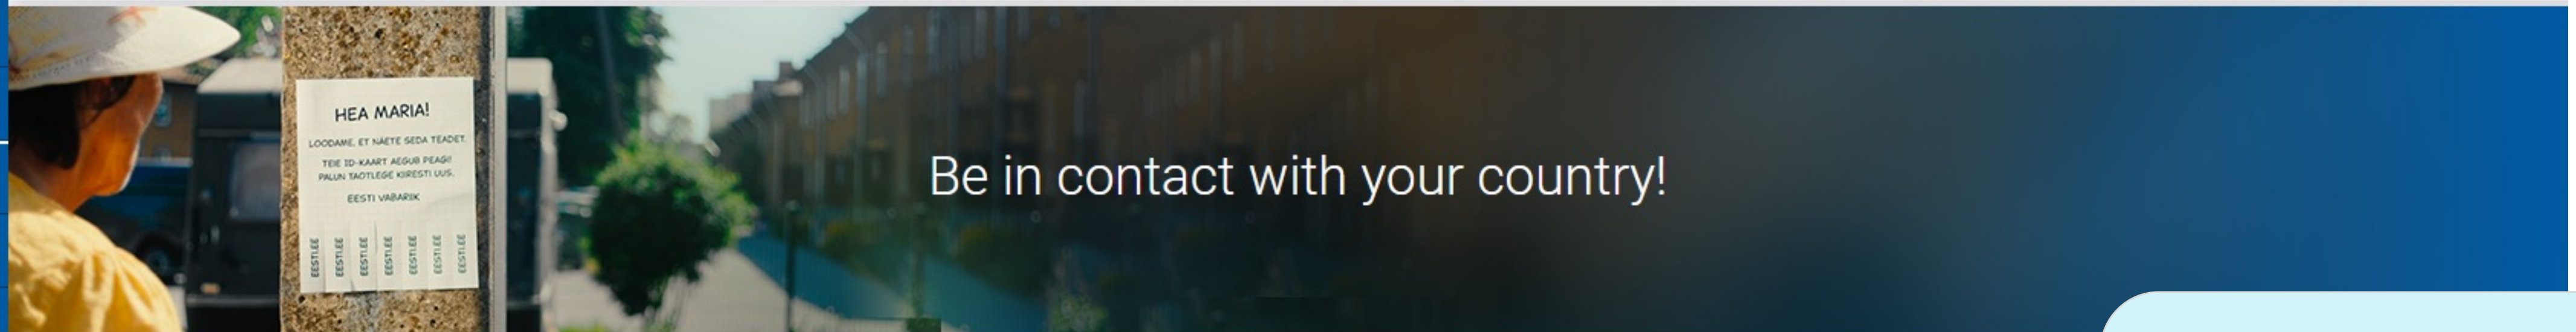 HEA MARIA!
LOODAME, ET NÄETE SEDA TEADET.
TEIE ID-KAART AEGUB PEAGI!
PALUN TAOTLEGE KIIRESTI UUS.
EESTI VABARIIK
EESTI.EE
EESTI.EE
EESTI.EE
EESTI.EE
EESTI.EE
EESTI.EE
EESTI.EE
Be in contact with your country!